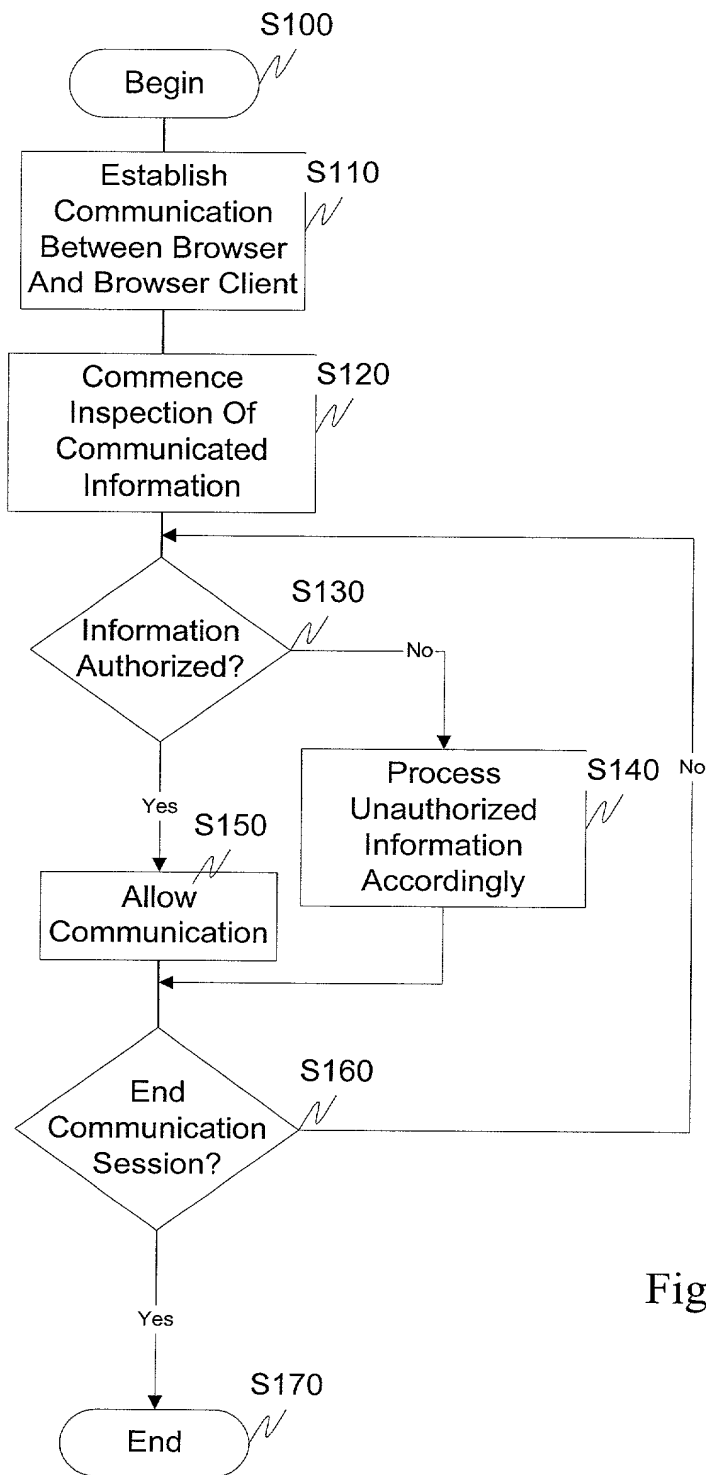 S100
Begin
S110
Establish
Communication
Between Browser
And Browser Client
S120
Commence
Inspection Of
Communicated
Information
S130
Information
Authorized?
No
S140
Process
Unauthorized
Information
Accordingly
No
Yes
S150
Allow
Communication
S160
End
Communication
Session?
Fig
Yes
S170
End